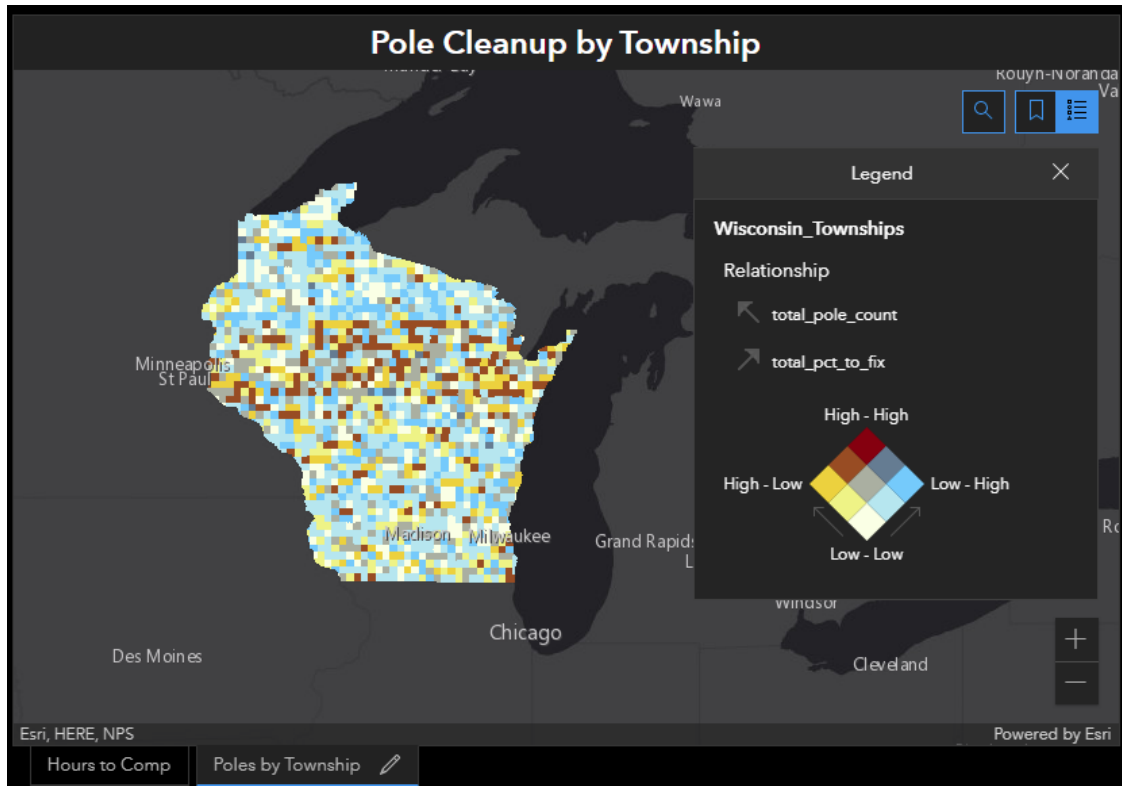 Pole Cleanup by Township
Rouyn-Noranda
Va
Wawa
Legend
Wisconsin_Townships
Relationship
total_pole_count
total_pct_to_fix
High - High
High - Low
Low - High
Low - Low
Minneapolis
St Paul
Madison
Milwaukee
Grand Rapids
L
Ro
Windsor
Chicago
Des Moines
Cleveland
Esri, HERE, NPS
Powered by Esri
Hours to Comp
Poles by Township